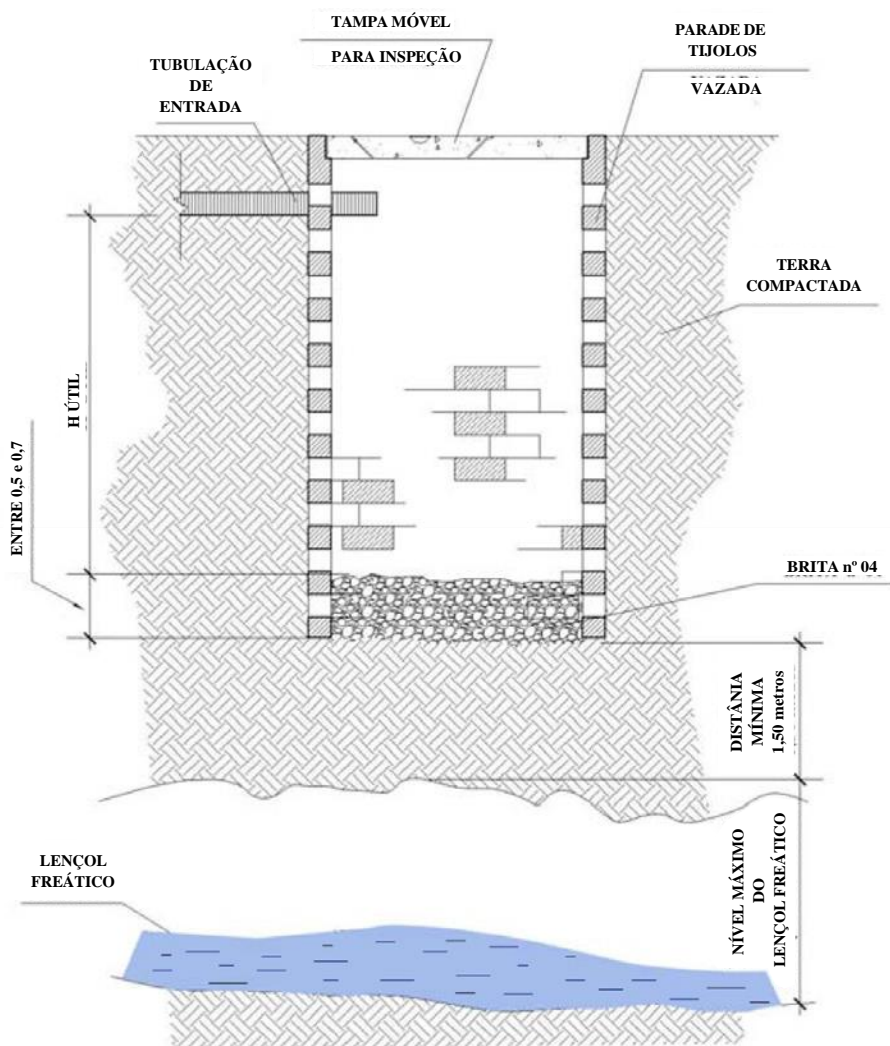 TAMPA MÓVEL
PARA INSPEÇÃO
PARADE DE
TIJOLOS
VAZADA
TUBULAÇÃO
DE
ENTRADA
TERRA
COMPACTADA
H ÚTIL
ENTRE 0,5 e 0,7
BRITA nº 04
DISTÂNIA
MÍNIMA
1,50 metros
LENÇOL
FREÁTICO
NÍVEL MÁXIMO
DO
LENÇOL FREÁTICO